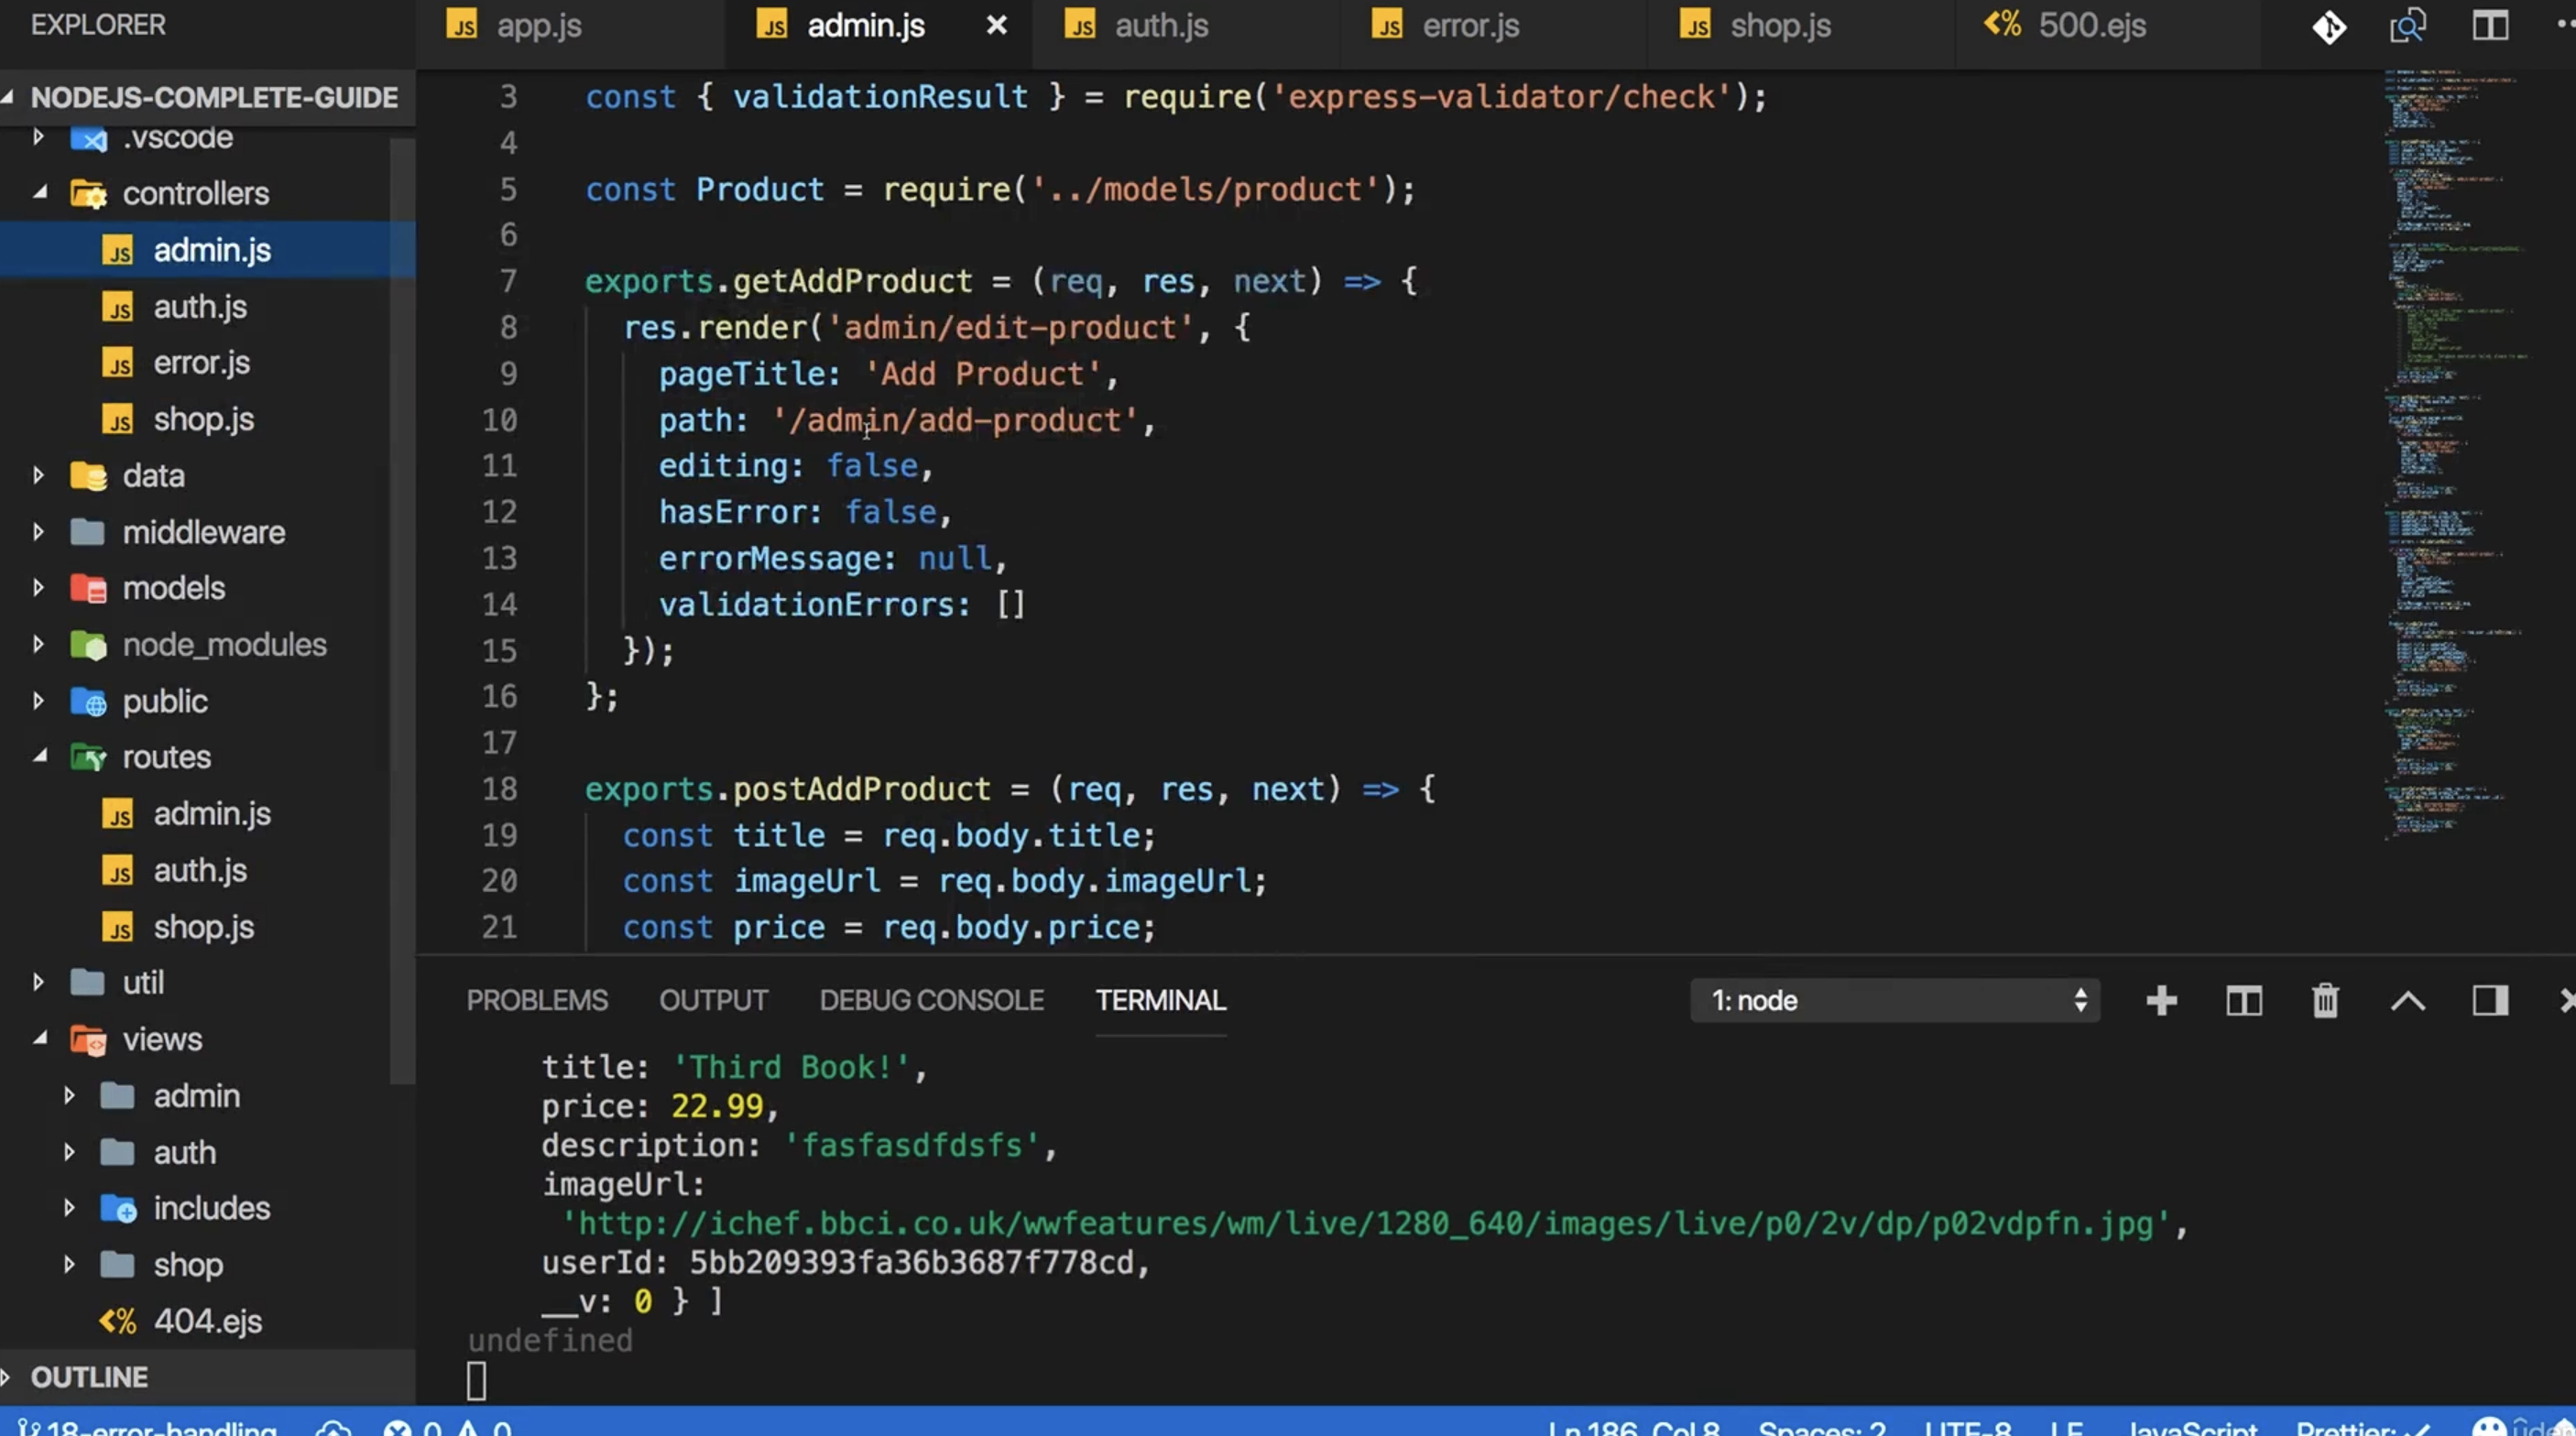 EXPLORER
app.js
admin.js
auth.js
error.js
shop.js
500.ejs
NODEJS-COMPLETE-GUIDE
.vscode
controllers
admin.js
auth.js
error.js
shop.js
data
middleware
models
node_modules
public
routes
admin.js
auth.js
shop.js
util
views
admin
auth
includes
shop
404.ejs
OUTLINE
3 const { validationResult } = require('express-validator/check');
4
5 const Product = require('../models/product');
6
7 exports.getAddProduct = (req, res, next) => {
8 res.render('admin/edit-product', {
9 pageTitle: 'Add Product',
10 path: '/admin/add-product',
11 editing: false,
12 hasError: false,
13 errorMessage: null,
14 validationErrors: []
15 });
16 };
17
18 exports.postAddProduct = (req, res, next) => {
19 const title = req.body.title;
20 const imageUrl = req.body.imageUrl;
21 const price = req.body.price;
PROBLEMS OUTPUT DEBUG CONSOLE TERMINAL
1: node
title: 'Third Book!',
price: 22.99,
description: 'fasfasdfdsfs',
imageUrl:
'http://ichef.bbci.co.uk/wwfeatures/wm/live/1280_640/images/live/p0/2v/dp/p02vdpfn.jpg',
userId: 5bb209393fa36b3687f778cd,
__v: 0 } ]
undefined
18-error-handling 0 0 Ln 186, Col 8 Spaces: 2 UTF-8 LF JavaScript Prettier: ✓